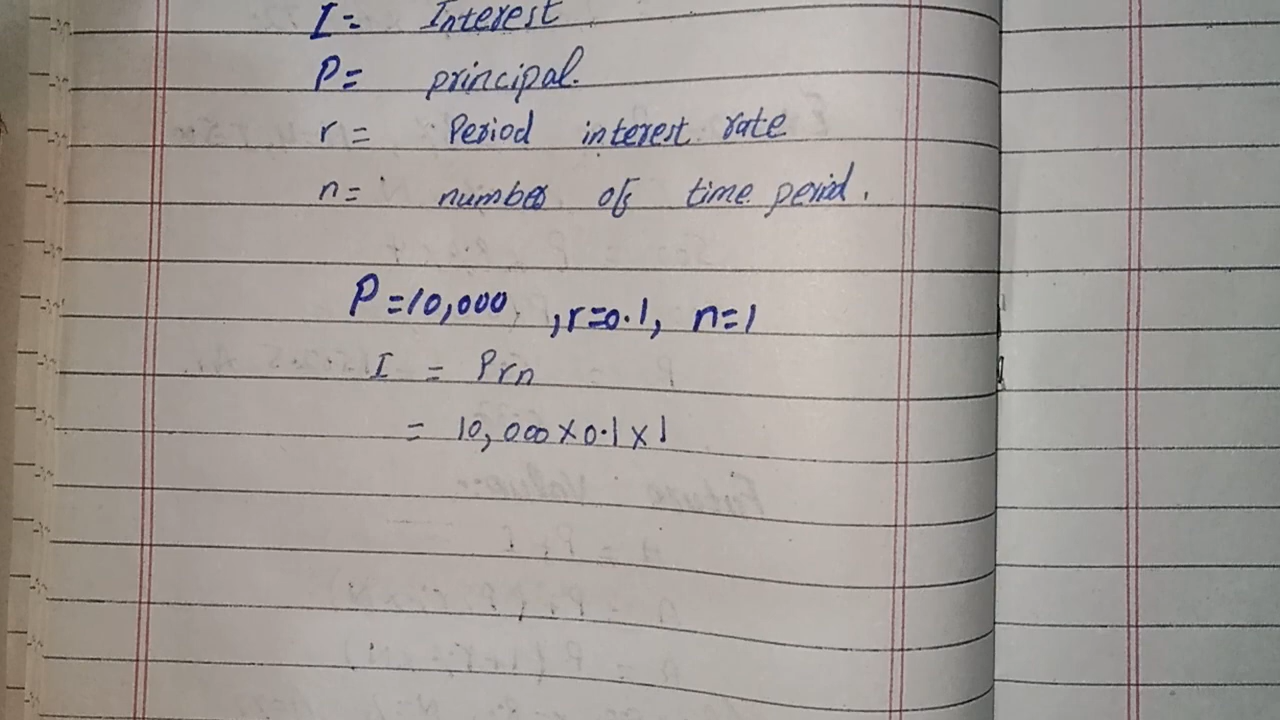 I = Interest
P = principal.
r = Period interest rate
n = number of time period.
P = 10,000, r = 0.1, n = 1
I = Prn
= 10,000 × 0.1 × 1